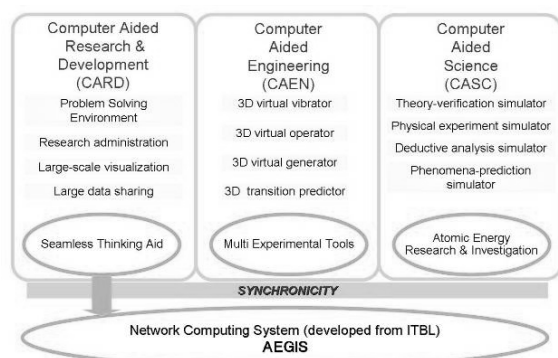 Computer Aided
Research &
Development
(CARD)
Problem Solving
Environment
Research administration
Large-scale visualization
Large data sharing
Seamless Thinking Aid
Computer
Aided
Engineering
(CAEN)
3D virtual vibrator
3D virtual operator
3D virtual generator
3D transition predictor
Multi Experimental Tools
Computer
Aided
Science
(CASC)
Theory-verification simulator
Physical experiment simulator
Deductive analysis simulator
Phenomena-prediction
simulator
Atomic Energy
Research & Investigation
SYNCHRONICITY
Network Computing System (developed from ITBL)
AEGIS